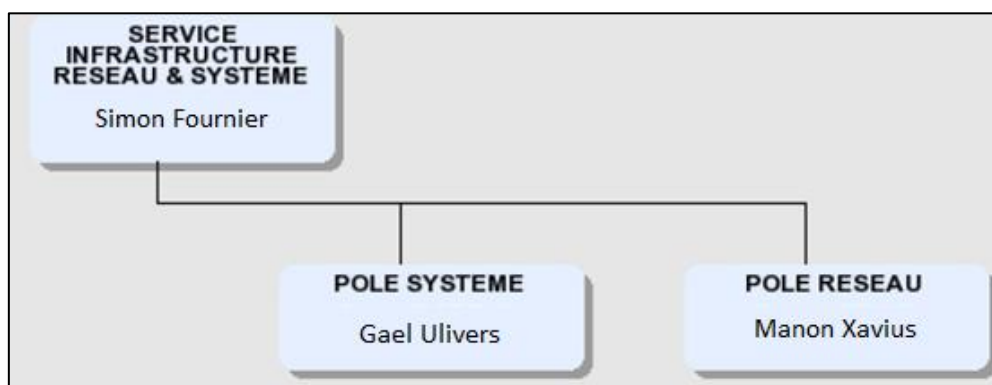 SERVICE
INFRASTRUCTURE
RESEAU & SYSTEME
Simon Fournier
POLE SYSTEME
Gael Ulivers
POLE RESEAU
Manon Xavius